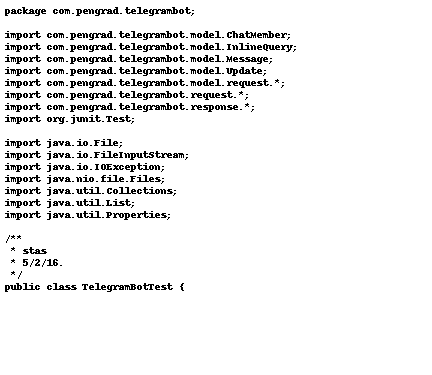 package com.pengrad.telegrambot;

import com.pengrad.telegrambot.model.ChatMember;
import com.pengrad.telegrambot.model.InlineQuery;
import com.pengrad.telegrambot.model.Message;
import com.pengrad.telegrambot.model.Update;
import com.pengrad.telegrambot.model.request.*;
import com.pengrad.telegrambot.request.*;
import com.pengrad.telegrambot.response.*;
import org.junit.Test;

import java.io.File;
import java.io.FileInputStream;
import java.io.IOException;
import java.nio.file.Files;
import java.util.Collections;
import java.util.List;
import java.util.Properties;

/**
 * stas
 * 5/2/16.
 */
public class TelegramBotTest {